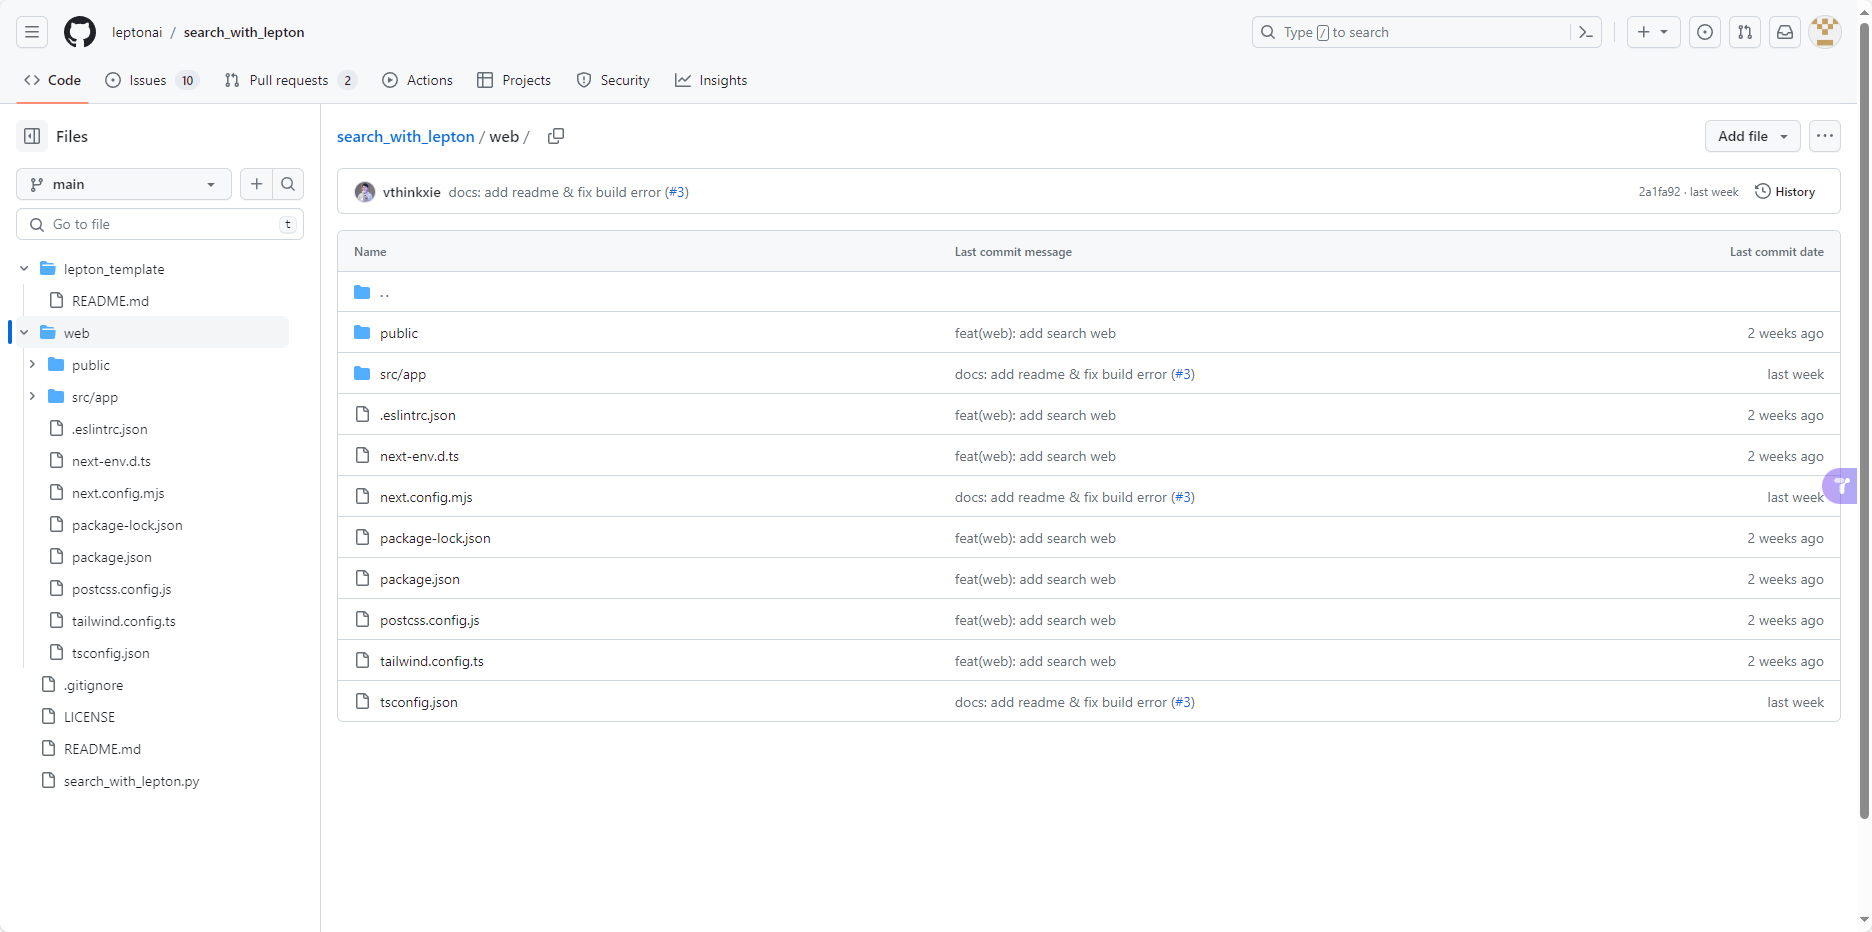 leptonai / search_with_lepton
Type / to search
Code
Issues 10
Pull requests 2
Actions
Projects
Security
Insights
Files
main
Go to file
t
lepton_template
README.md
web
public
src/app
.eslintrc.json
next-env.d.ts
next.config.mjs
package-lock.json
package.json
postcss.config.js
tailwind.config.ts
tsconfig.json
.gitignore
LICENSE
README.md
search_with_lepton.py
search_with_lepton / web /
Add file
vthinkxie docs: add readme & fix build error (#3)
2a1fa92 · last week
History
Name Last commit message Last commit date
..
public feat(web): add search web 2 weeks ago
src/app docs: add readme & fix build error (#3) last week
.eslintrc.json feat(web): add search web 2 weeks ago
next-env.d.ts feat(web): add search web 2 weeks ago
next.config.mjs docs: add readme & fix build error (#3) last week
package-lock.json feat(web): add search web 2 weeks ago
package.json feat(web): add search web 2 weeks ago
postcss.config.js feat(web): add search web 2 weeks ago
tailwind.config.ts feat(web): add search web 2 weeks ago
tsconfig.json docs: add readme & fix build error (#3) last week